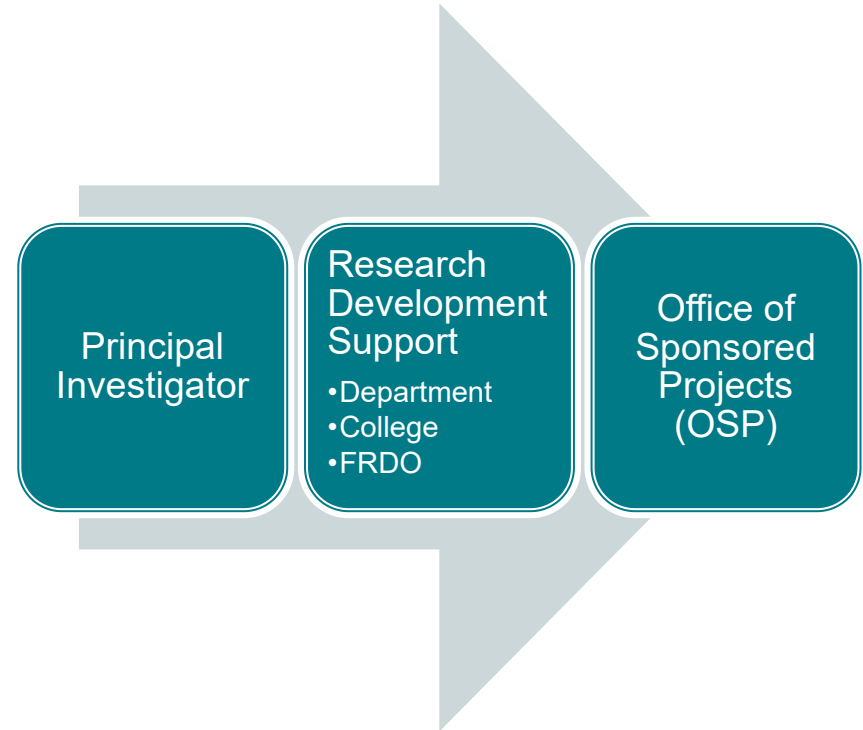 Principal
Investigator
Research
Development
Support
•Department
•College
•FRDO
Office of
Sponsored
Projects
(OSP)